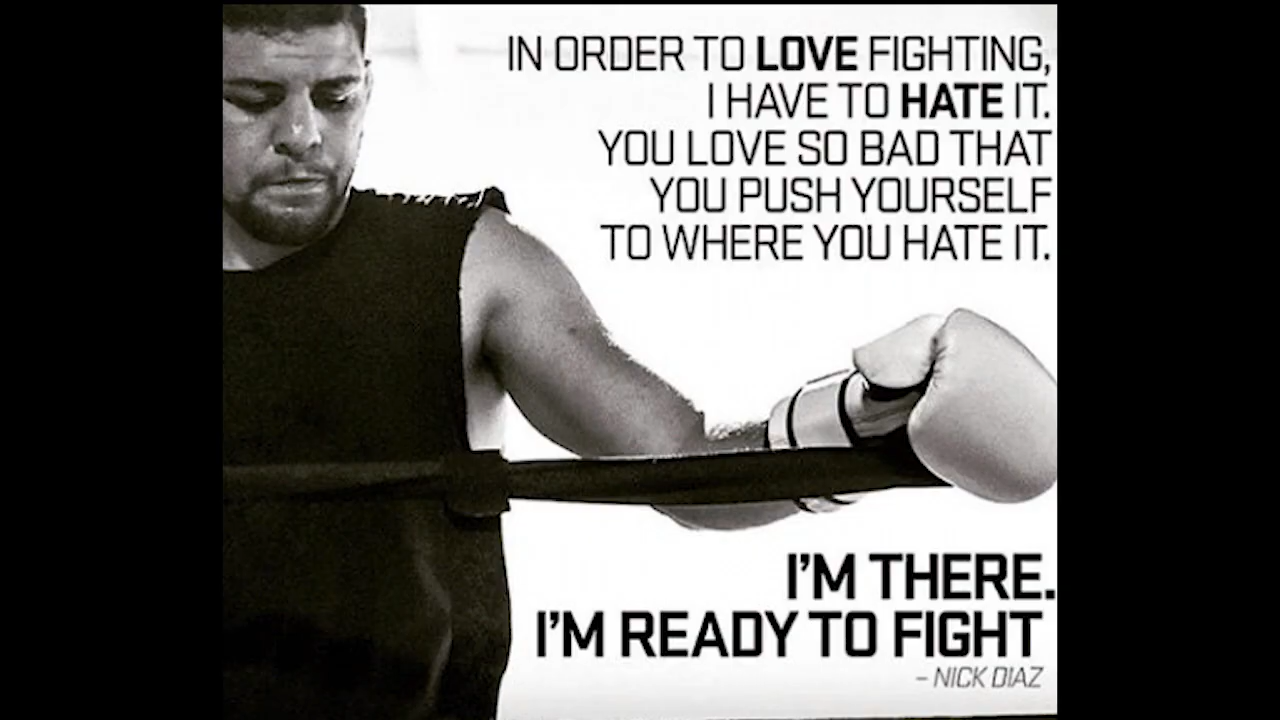 IN ORDER TO LOVE FIGHTING,
I HAVE TO HATE IT.
YOU LOVE SO BAD THAT
YOU PUSH YOURSELF
TO WHERE YOU HATE IT.
I'M THERE.
I'M READY TO FIGHT
– NICK DIAZ